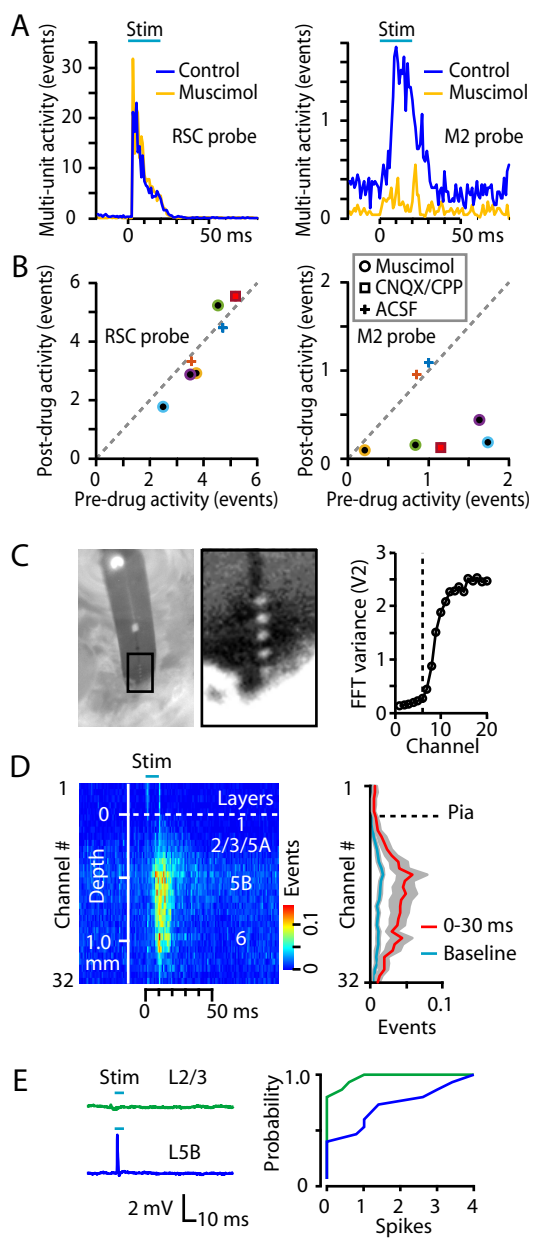 A
Stim
Multi-unit activity (events)
30
20
10
0
Control
Muscimol
RSC probe
0
50 ms
Stim
Multi-unit activity (events)
1
0
Control
Muscimol
M2 probe
0
50 ms
B
Post-drug activity (events)
6
4
2
0
RSC probe
0
2
4
6
Pre-drug activity (events)
Muscimol
CNQX/CPP
ACSF
Post-drug activity (events)
2
1
0
M2 probe
0
1
2
Pre-drug activity (events)
C
FFT variance (V2)
3
2
1
0
0
10
20
Channel
D
Stim
Channel #
1
32
0
Depth
1.0
mm
Layers
1
2/3/5A
5B
6
Events
0.1
0
0
50 ms
Channel #
1
32
Pia
0-30 ms
Baseline
0
0.1
Events
E
Stim
L2/3
L5B
2 mV
10 ms
Probability
1.0
0
0
1
2
3
4
Spikes